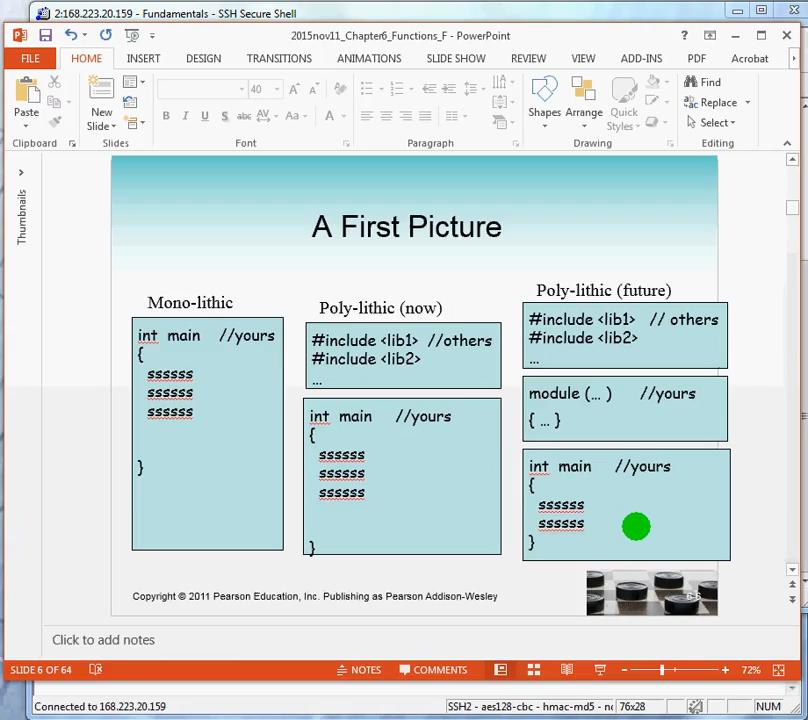 2:168.223.20.159 - Fundamentals - SSH Secure Shell
2015nov11_Chapter6_Functions_F - PowerPoint
FILE HOME INSERT DESIGN TRANSITIONS ANIMATIONS SLIDE SHOW REVIEW VIEW ADD-INS PDF Acrobat
Paste
New
Slide
40
B I U S abc AV Aa A
Shapes
Arrange
Quick
Styles
Find
Replace
Select
Clipboard Slides Font Paragraph Drawing Editing
Thumbnails
A First Picture
Mono-lithic
int main //yours
{
ssssss
ssssss
ssssss
}
Poly-lithic (now)
#include <lib1> //others
#include <lib2>
...
int main //yours
{
ssssss
ssssss
ssssss
}
Poly-lithic (future)
#include <lib1> // others
#include <lib2>
...
module (... ) //yours
{ ... }
int main //yours
{
ssssss
ssssss
}
Copyright © 2011 Pearson Education, Inc. Publishing as Pearson Addison-Wesley
Click to add notes
SLIDE 6 OF 64 NOTES COMMENTS 72%
Connected to 168.223.20.159 SSH2 - aes128-cbc - hmac-md5 - 76x28 NUM